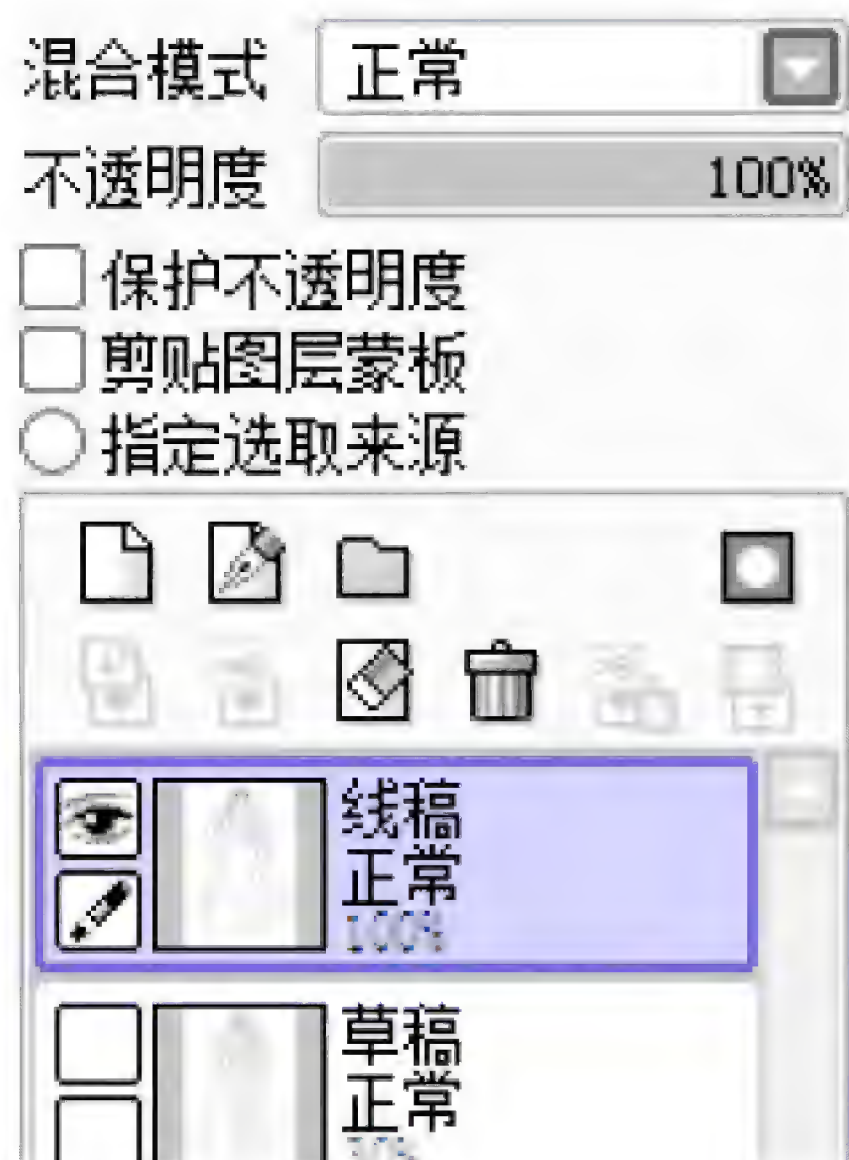 混合模式 正常
不透明度 100%
保护不透明度
剪贴图层蒙板
指定选取来源
线稿
正常
100%
草稿
正常